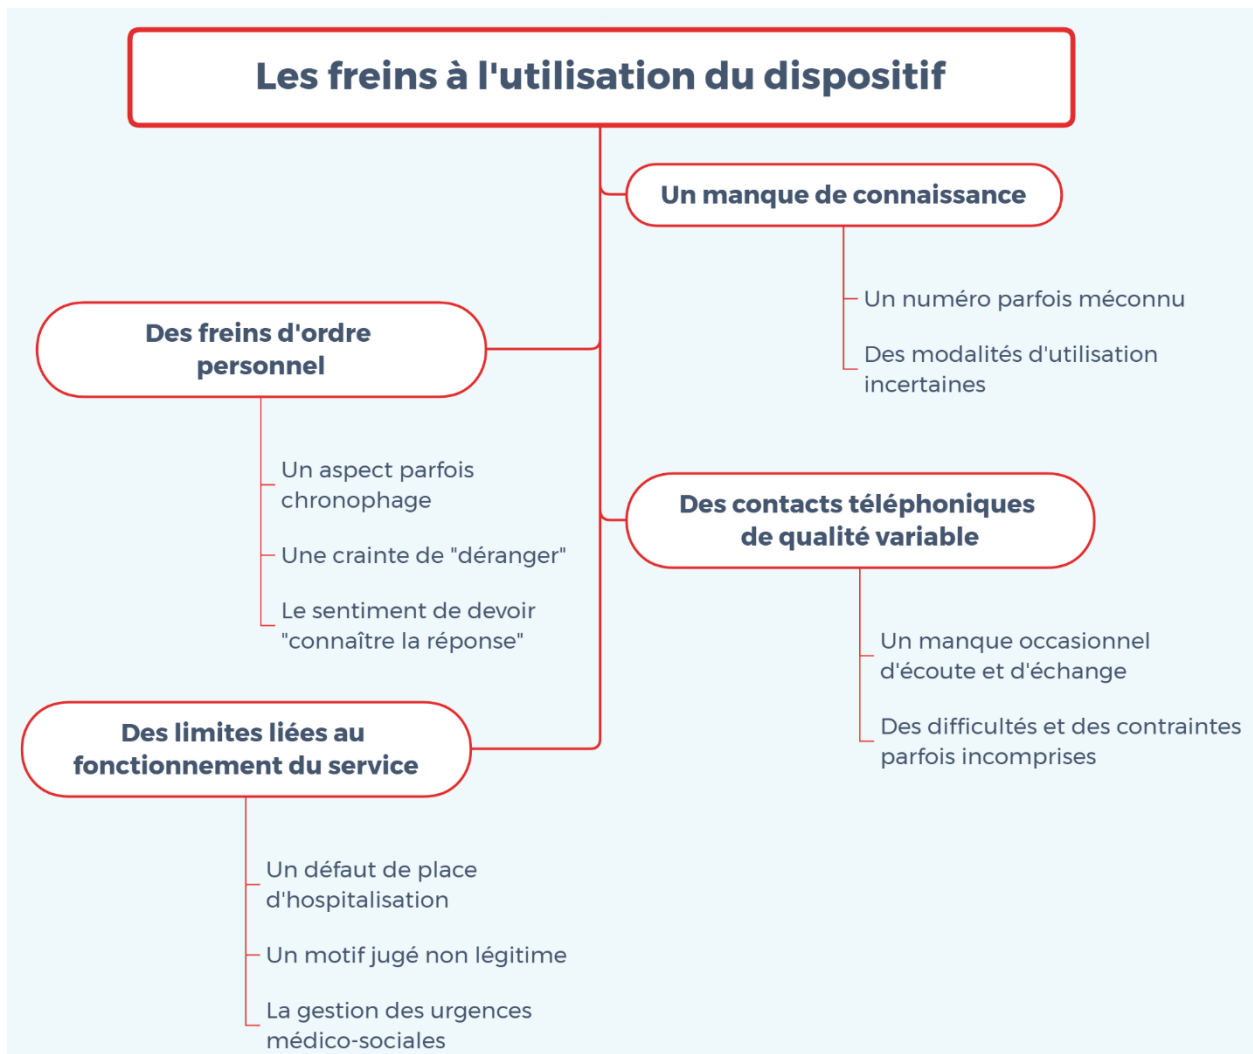 Les freins à l'utilisation du dispositif
Un manque de connaissance
Un numéro parfois méconnu
Des modalités d'utilisation
incertaines
Des freins d'ordre
personnel
Un aspect parfois
chronophage
Une crainte de "déranger"
Le sentiment de devoir
"connaître la réponse"
Des contacts téléphoniques
de qualité variable
Un manque occasionnel
d'écoute et d'échange
Des difficultés et des contraintes
parfois incomprises
Des limites liées au
fonctionnement du service
Un défaut de place
d'hospitalisation
Un motif jugé non légitime
La gestion des urgences
médico-sociales